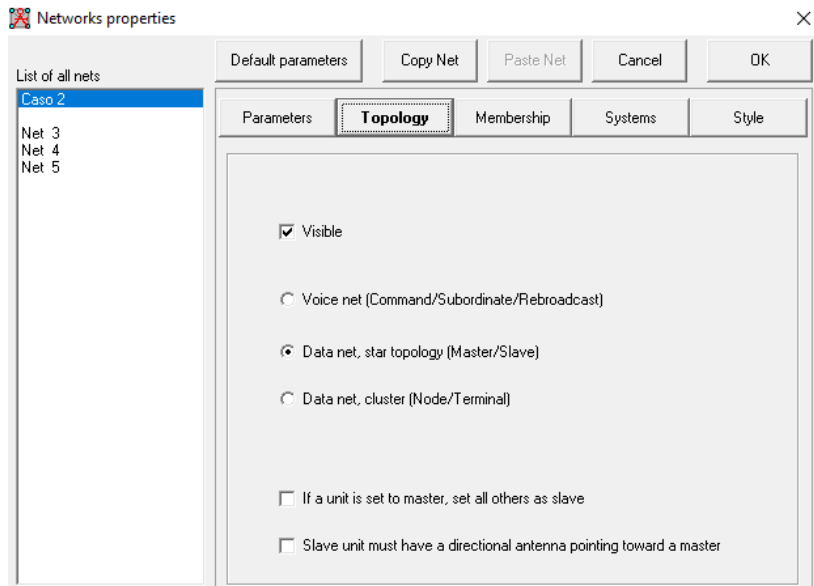 Networks properties
Default parameters
Copy Net
Paste Net
Cancel
OK
List of all nets
Caso 2
Net 3
Net 4
Net 5
Parameters
Topology
Membership
Systems
Style
Visible
Voice net (Command/Subordinate/Rebroadcast)
Data net, star topology (Master/Slave)
Data net, cluster (Node/Terminal)
If a unit is set to master, set all others as slave
Slave unit must have a directional antenna pointing toward a master